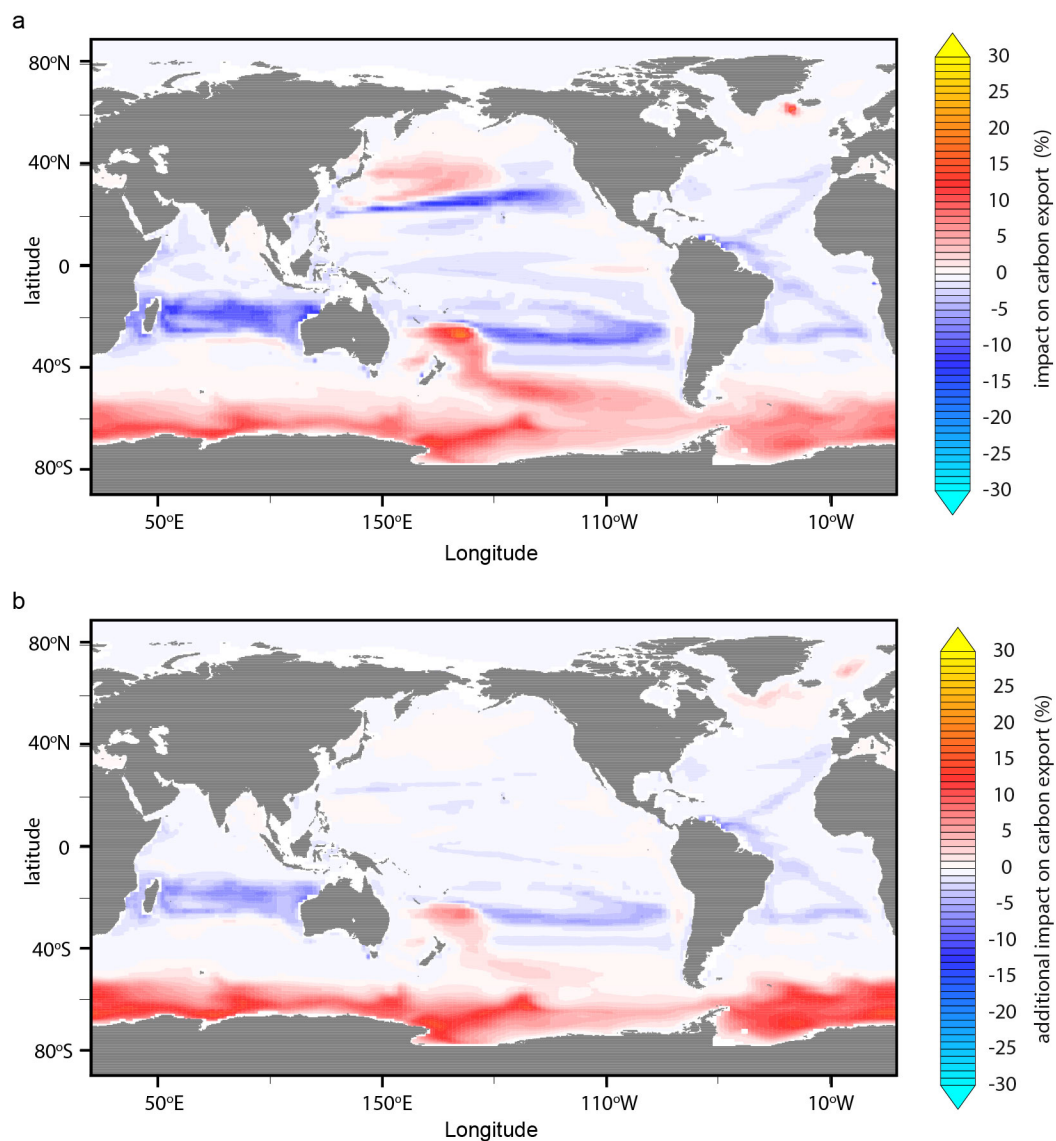 a
80°N
40°N
0
40°S
80°S
latitude
50°E
150°E
110°W
10°W
Longitude
30
25
20
15
10
5
0
-5
-10
-15
-20
-25
-30
impact on carbon export (%)
b
80°N
40°N
0
40°S
80°S
latitude
50°E
150°E
110°W
10°W
Longitude
30
25
20
15
10
5
0
-5
-10
-15
-20
-25
-30
additional impact on carbon export (%)